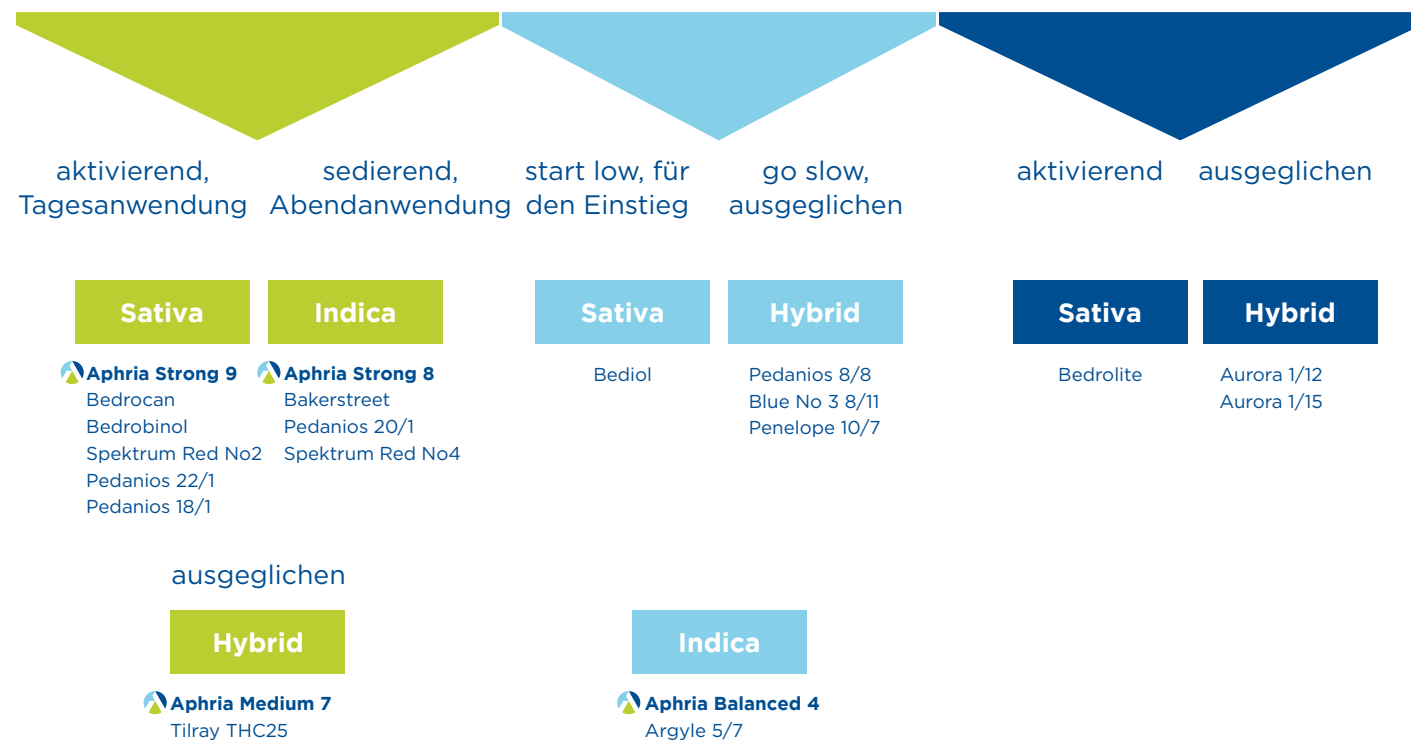 aktivierend,
Tagesanwendung
sedierend,
Abendanwendung
start low, für
den Einstieg
go slow,
ausgeglichen
aktivierend
ausgeglichen
Sativa
Aphria Strong 9
Bedrocan
Bedrobinol
Spektrum Red No2
Pedanios 22/1
Pedanios 18/1
Indica
Aphria Strong 8
Bakerstreet
Pedanios 20/1
Spektrum Red No4
Sativa
Bediol
Hybrid
Pedanios 8/8
Blue No 3 8/11
Penelope 10/7
Sativa
Bedrolite
Hybrid
Aurora 1/12
Aurora 1/15
ausgeglichen
Hybrid
Aphria Medium 7
Tilray THC25
Indica
Aphria Balanced 4
Argyle 5/7